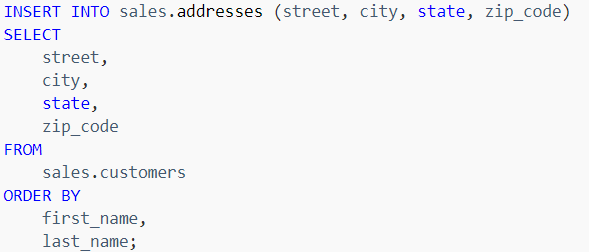 INSERT INTO sales.addresses (street, city, state, zip_code)
SELECT
    street,
    city,
    state,
    zip_code
FROM
    sales.customers
ORDER BY
    first_name,
    last_name;